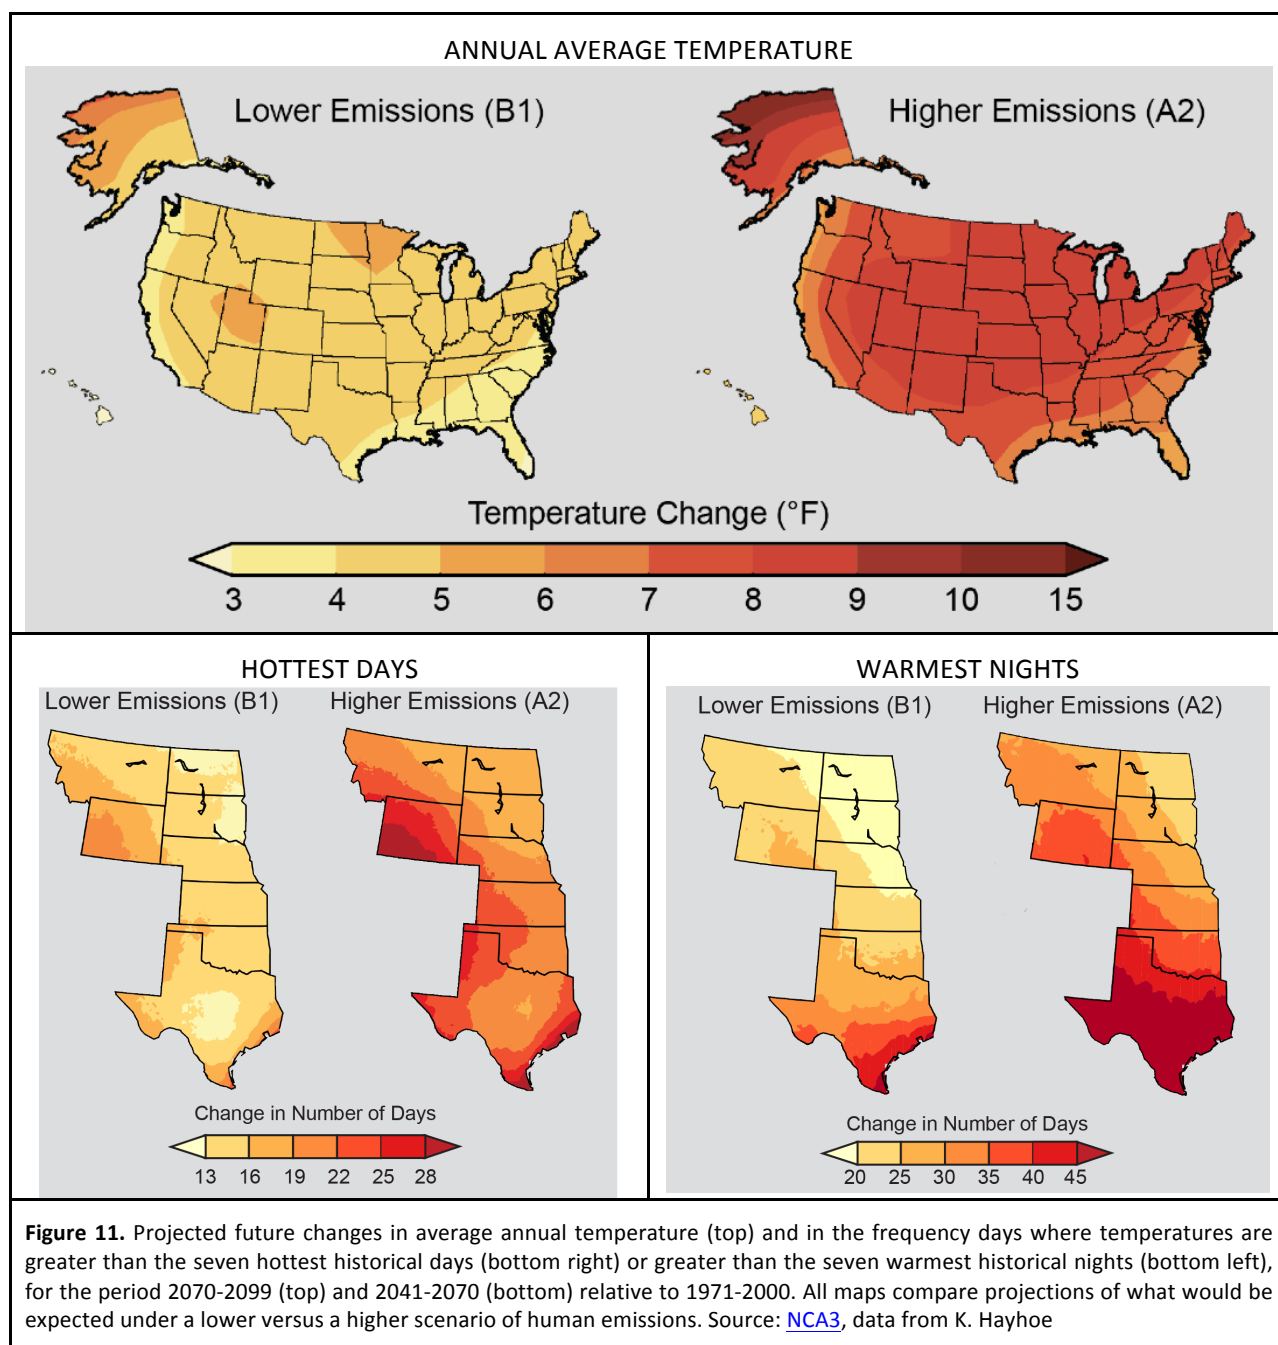 ANNUAL AVERAGE TEMPERATURE
Lower Emissions (B1)
Higher Emissions (A2)
Temperature Change (°F)
3 4 5 6 7 8 9 10 15
HOTTEST DAYS
Lower Emissions (B1) Higher Emissions (A2)
Change in Number of Days
13 16 19 22 25 28
WARMEST NIGHTS
Lower Emissions (B1) Higher Emissions (A2)
Change in Number of Days
20 25 30 35 40 45
Figure 11. Projected future changes in average annual temperature (top) and in the frequency days where temperatures are
greater than the seven hottest historical days (bottom right) or greater than the seven warmest historical nights (bottom left),
for the period 2070-2099 (top) and 2041-2070 (bottom) relative to 1971-2000. All maps compare projections of what would be
expected under a lower versus a higher scenario of human emissions. Source: NCA3, data from K. Hayhoe